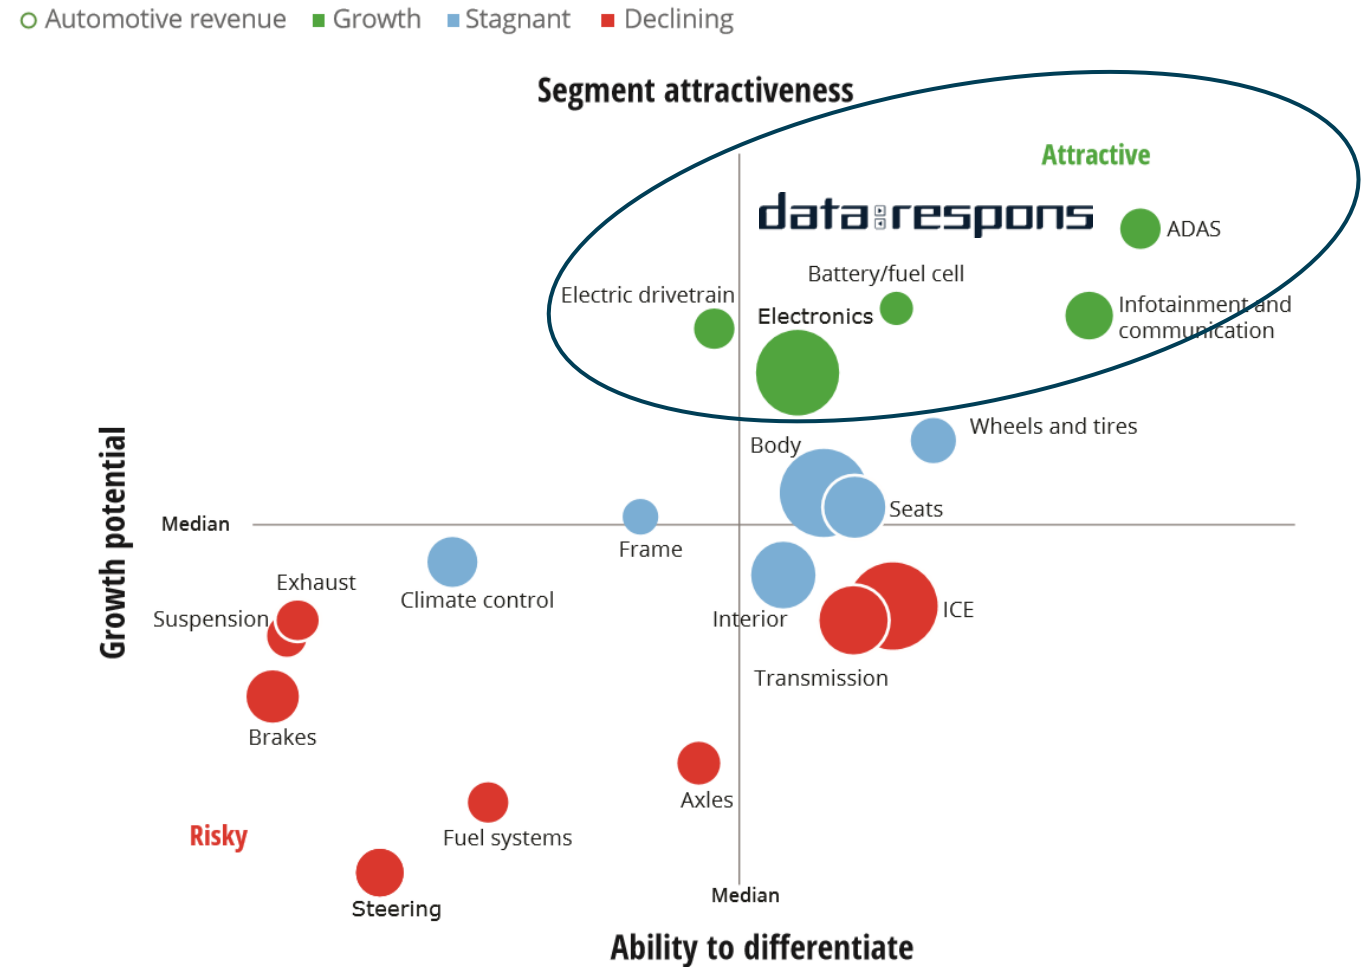 Automotive revenue Growth Stagnant Declining
Segment attractiveness
Attractive
data respons
ADAS
Battery/fuel cell
Electric drivetrain
Infotainment and
communication
Electronics
Wheels and tires
Body
Seats
Growth potential
Median
Frame
Exhaust
Climate control
Suspension
Interior
ICE
Transmission
Brakes
Axles
Risky
Fuel systems
Steering
Median
Ability to differentiate